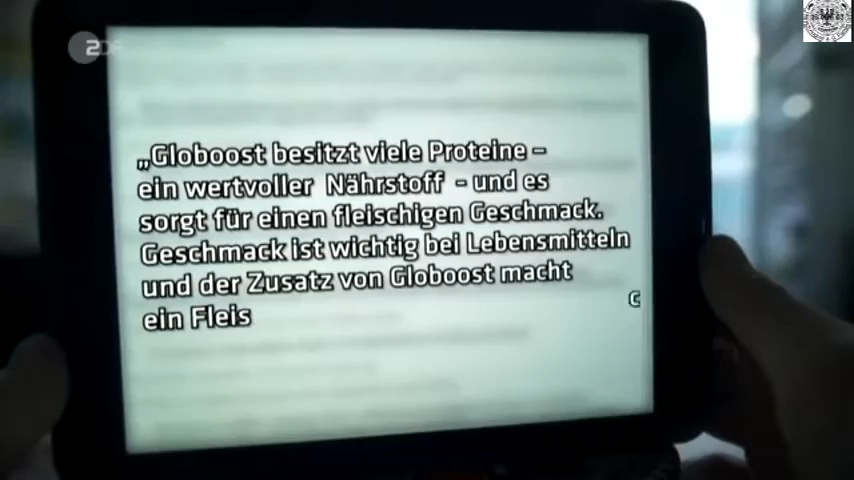 ZDF
„Globoost besitzt viele Proteine -
ein wertvoller Nährstoff - und es
sorgt für einen fleischigen Geschmack.
Geschmack ist wichtig bei Lebensmitteln
und der Zusatz von Globoost macht
ein Fleis c